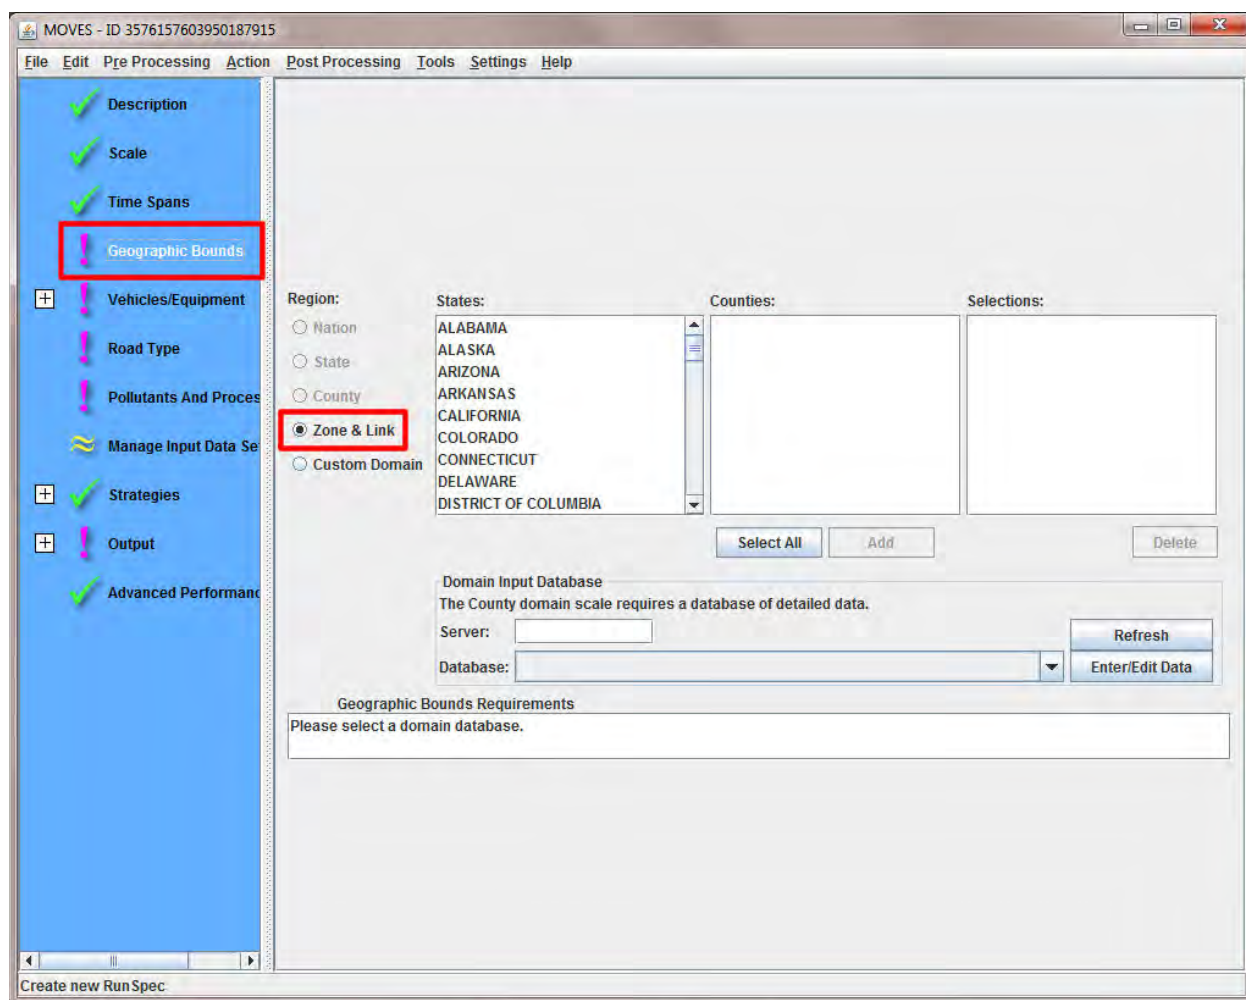 MOVES - ID 3576157603950187915
File Edit Pre Processing Action Post Processing Tools Settings Help
Description
Scale
Time Spans
Geographic Bounds
Vehicles/Equipment
Road Type
Pollutants And Proces
Manage Input Data Se
Strategies
Output
Advanced Performanc
Region:
Nation
State
County
Zone & Link
Custom Domain
States:
ALABAMA
ALASKA
ARIZONA
ARKANSAS
CALIFORNIA
COLORADO
CONNECTICUT
DELAWARE
DISTRICT OF COLUMBIA
Counties:
Selections:
Select All
Add
Delete
Domain Input Database
The County domain scale requires a database of detailed data.
Server:
Refresh
Database:
Enter/Edit Data
Geographic Bounds Requirements
Please select a domain database.
Create new RunSpec